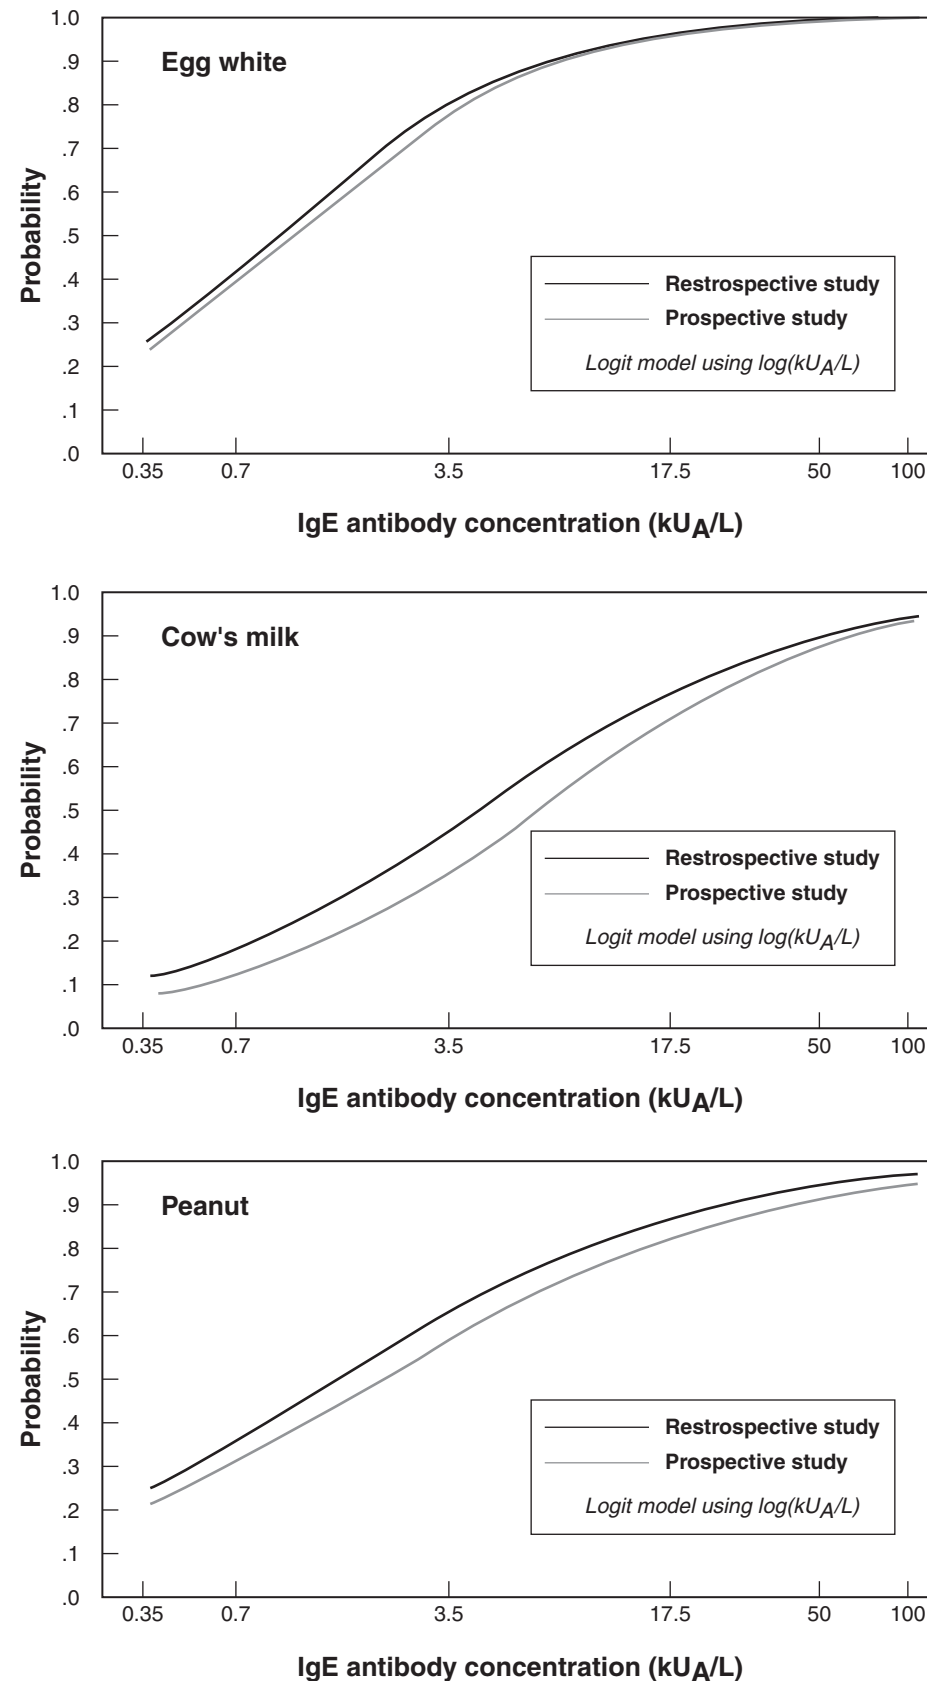 1.0
Egg white
.9
.8
.7
.6
.5
.4
.3
.2
.1
.0
Probability
Restrospective study
Prospective study
Logit model using log(kUA/L)
0.35 0.7 3.5 17.5 50 100
IgE antibody concentration (kUA/L)
1.0
Cow's milk
.9
.8
.7
.6
.5
.4
.3
.2
.1
.0
Probability
Restrospective study
Prospective study
Logit model using log(kUA/L)
0.35 0.7 3.5 17.5 50 100
IgE antibody concentration (kUA/L)
1.0
Peanut
.9
.8
.7
.6
.5
.4
.3
.2
.1
.0
Probability
Restrospective study
Prospective study
Logit model using log(kUA/L)
0.35 0.7 3.5 17.5 50 100
IgE antibody concentration (kUA/L)